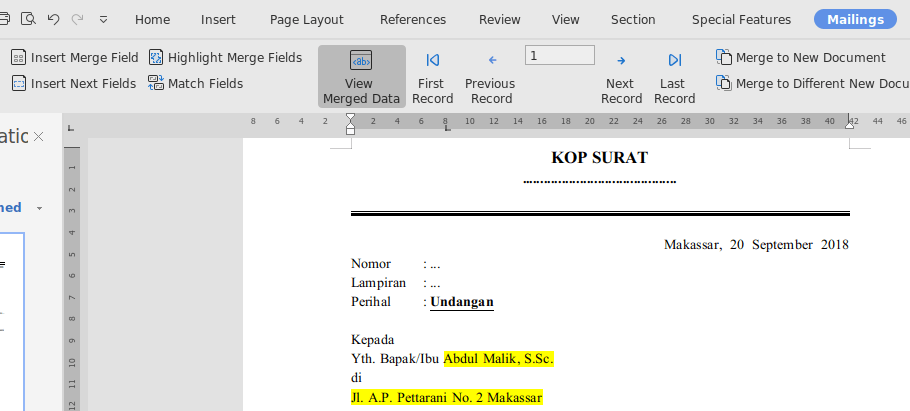 Home Insert Page Layout References Review View Section Special Features Mailings
Insert Merge Field Highlight Merge Fields
Insert Next Fields Match Fields
<ab>
View
Merged Data
First
Record
Previous
Record
1
Next
Record
Last
Record
Merge to New Document
Merge to Different New Docu
8 6 4 2 2 4 6 8 10 12 14 16 18 20 22 24 26 28 30 32 34 36 38 40 42 44 46
atic
ned
1
2
3
4
5
6
7
8
9
10
11
12
KOP SURAT
............................................
Makassar, 20 September 2018
Nomor : ...
Lampiran : ...
Perihal : Undangan
Kepada
Yth. Bapak/Ibu Abdul Malik, S.Sc.
di
Jl. A.P. Pettarani No. 2 Makassar